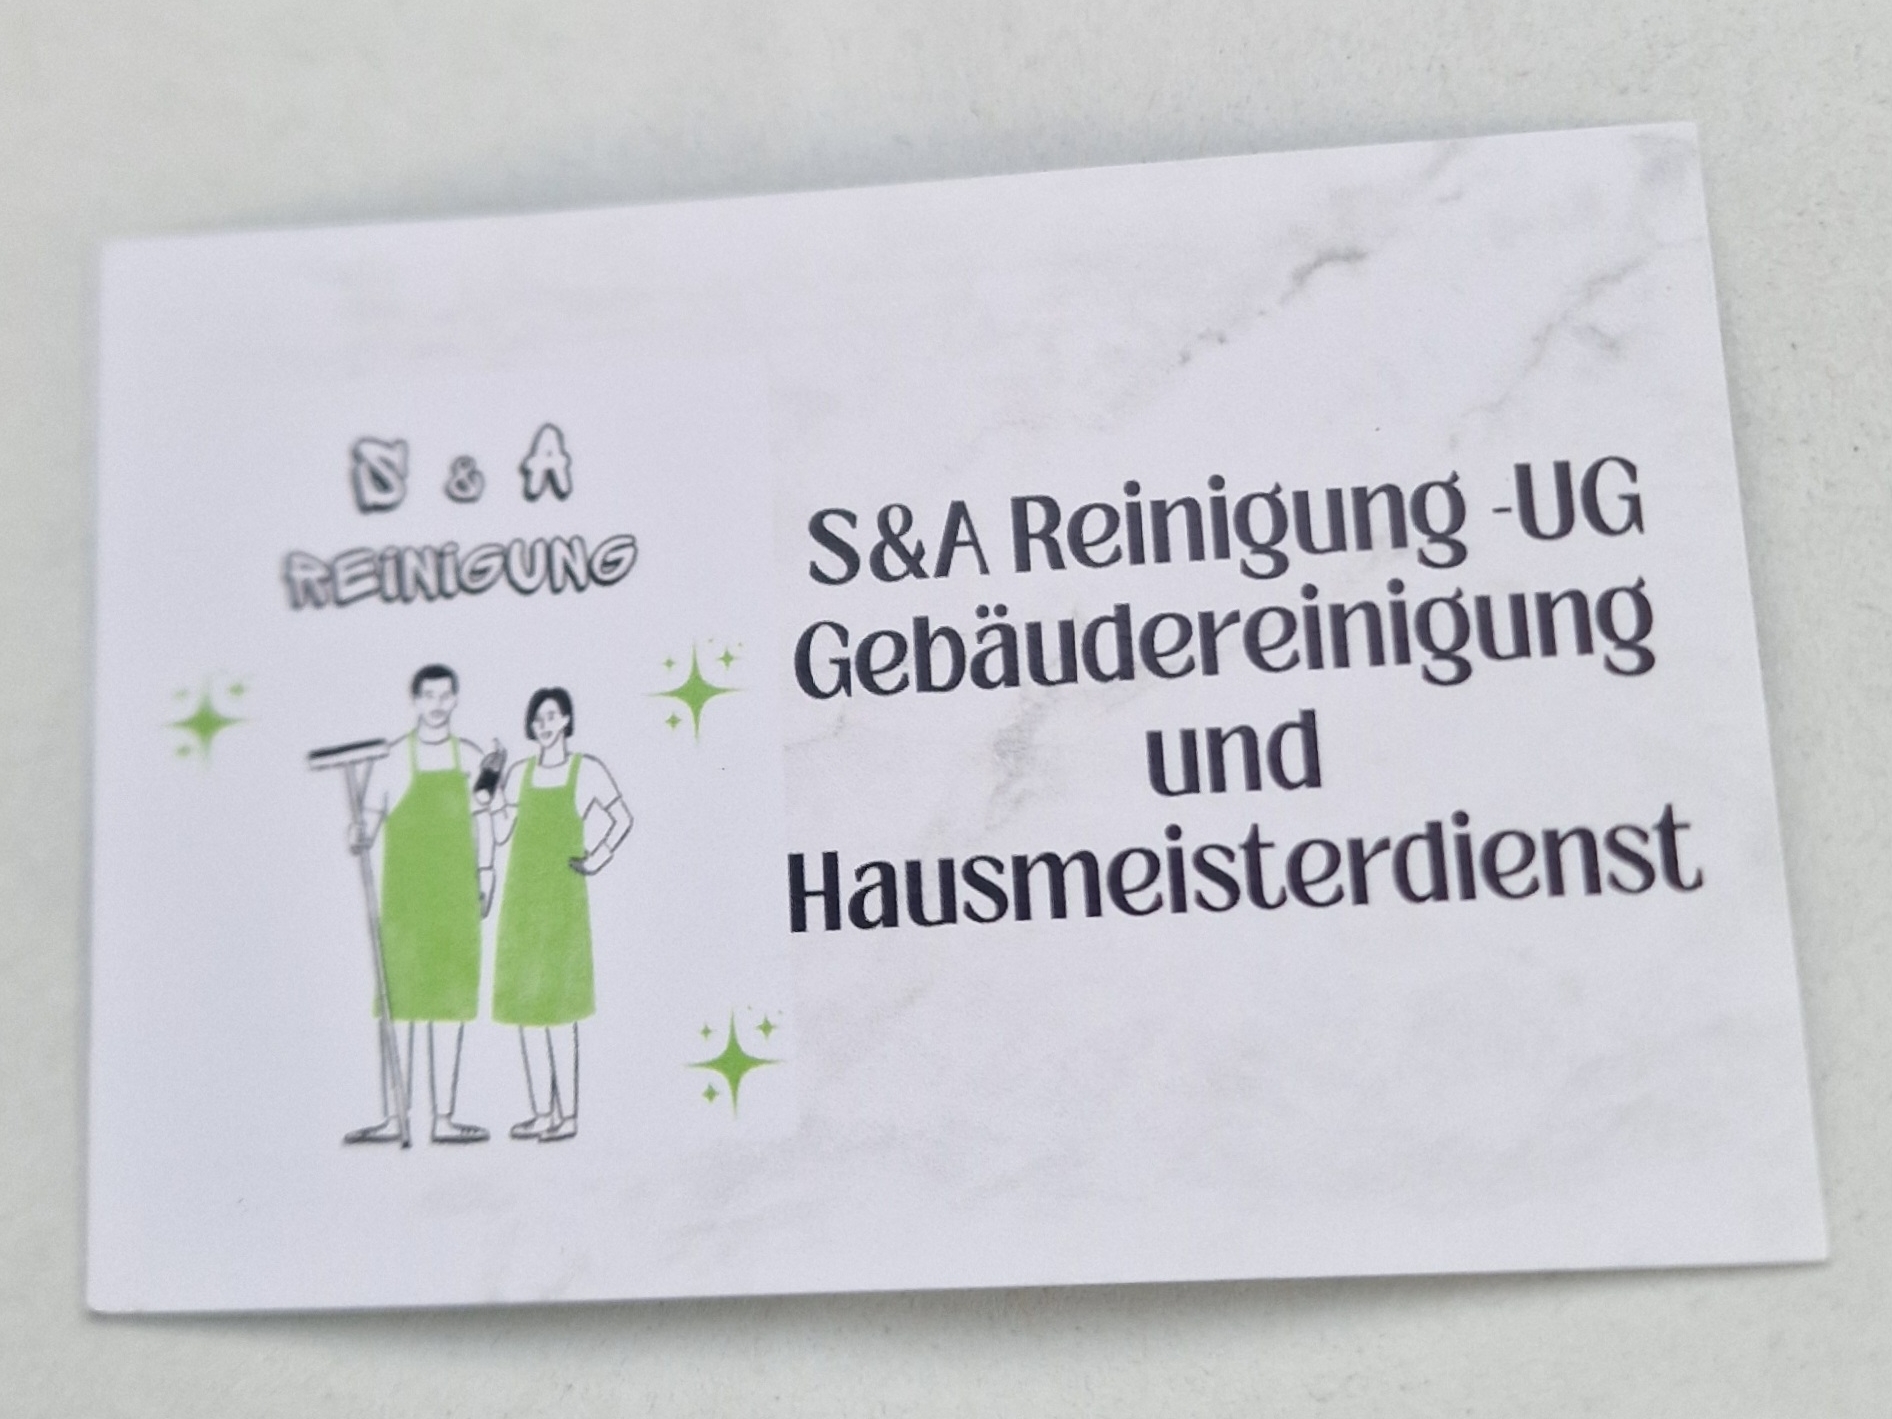 S & A
REINIGUNG
S&A Reinigung -UG
Gebäudereinigung
und
Hausmeisterdienst